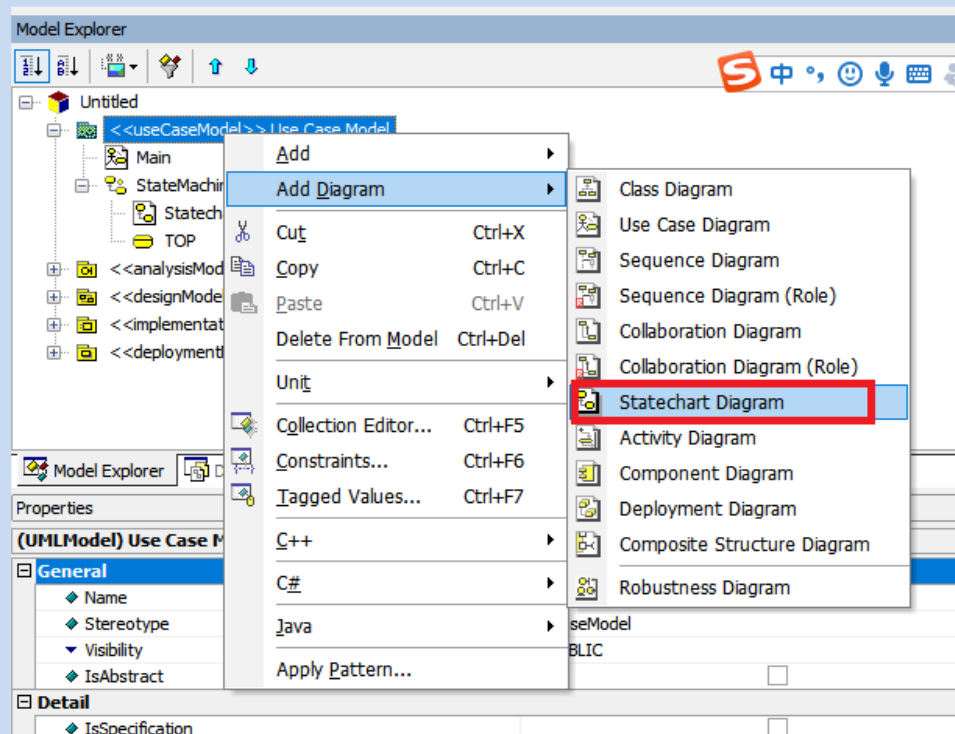 Model Explorer
中
Untitled
<<useCaseModel>> Use Case Model
Main
StateMachin
Statech
TOP
<<analysisMod
<<designMode
<<implementat
<<deployment
Add
Add Diagram
Cut Ctrl+X
Copy Ctrl+C
Paste Ctrl+V
Delete From Model Ctrl+Del
Unit
Collection Editor... Ctrl+F5
Constraints... Ctrl+F6
Tagged Values... Ctrl+F7
C++
C#
Java
Apply Pattern...
Class Diagram
Use Case Diagram
Sequence Diagram
Sequence Diagram (Role)
Collaboration Diagram
Collaboration Diagram (Role)
Statechart Diagram
Activity Diagram
Component Diagram
Deployment Diagram
Composite Structure Diagram
Robustness Diagram
Model Explorer D
Properties
(UMLModel) Use Case M
General
Name
Stereotype seModel
Visibility BLIC
IsAbstract
Detail
IsSpecification